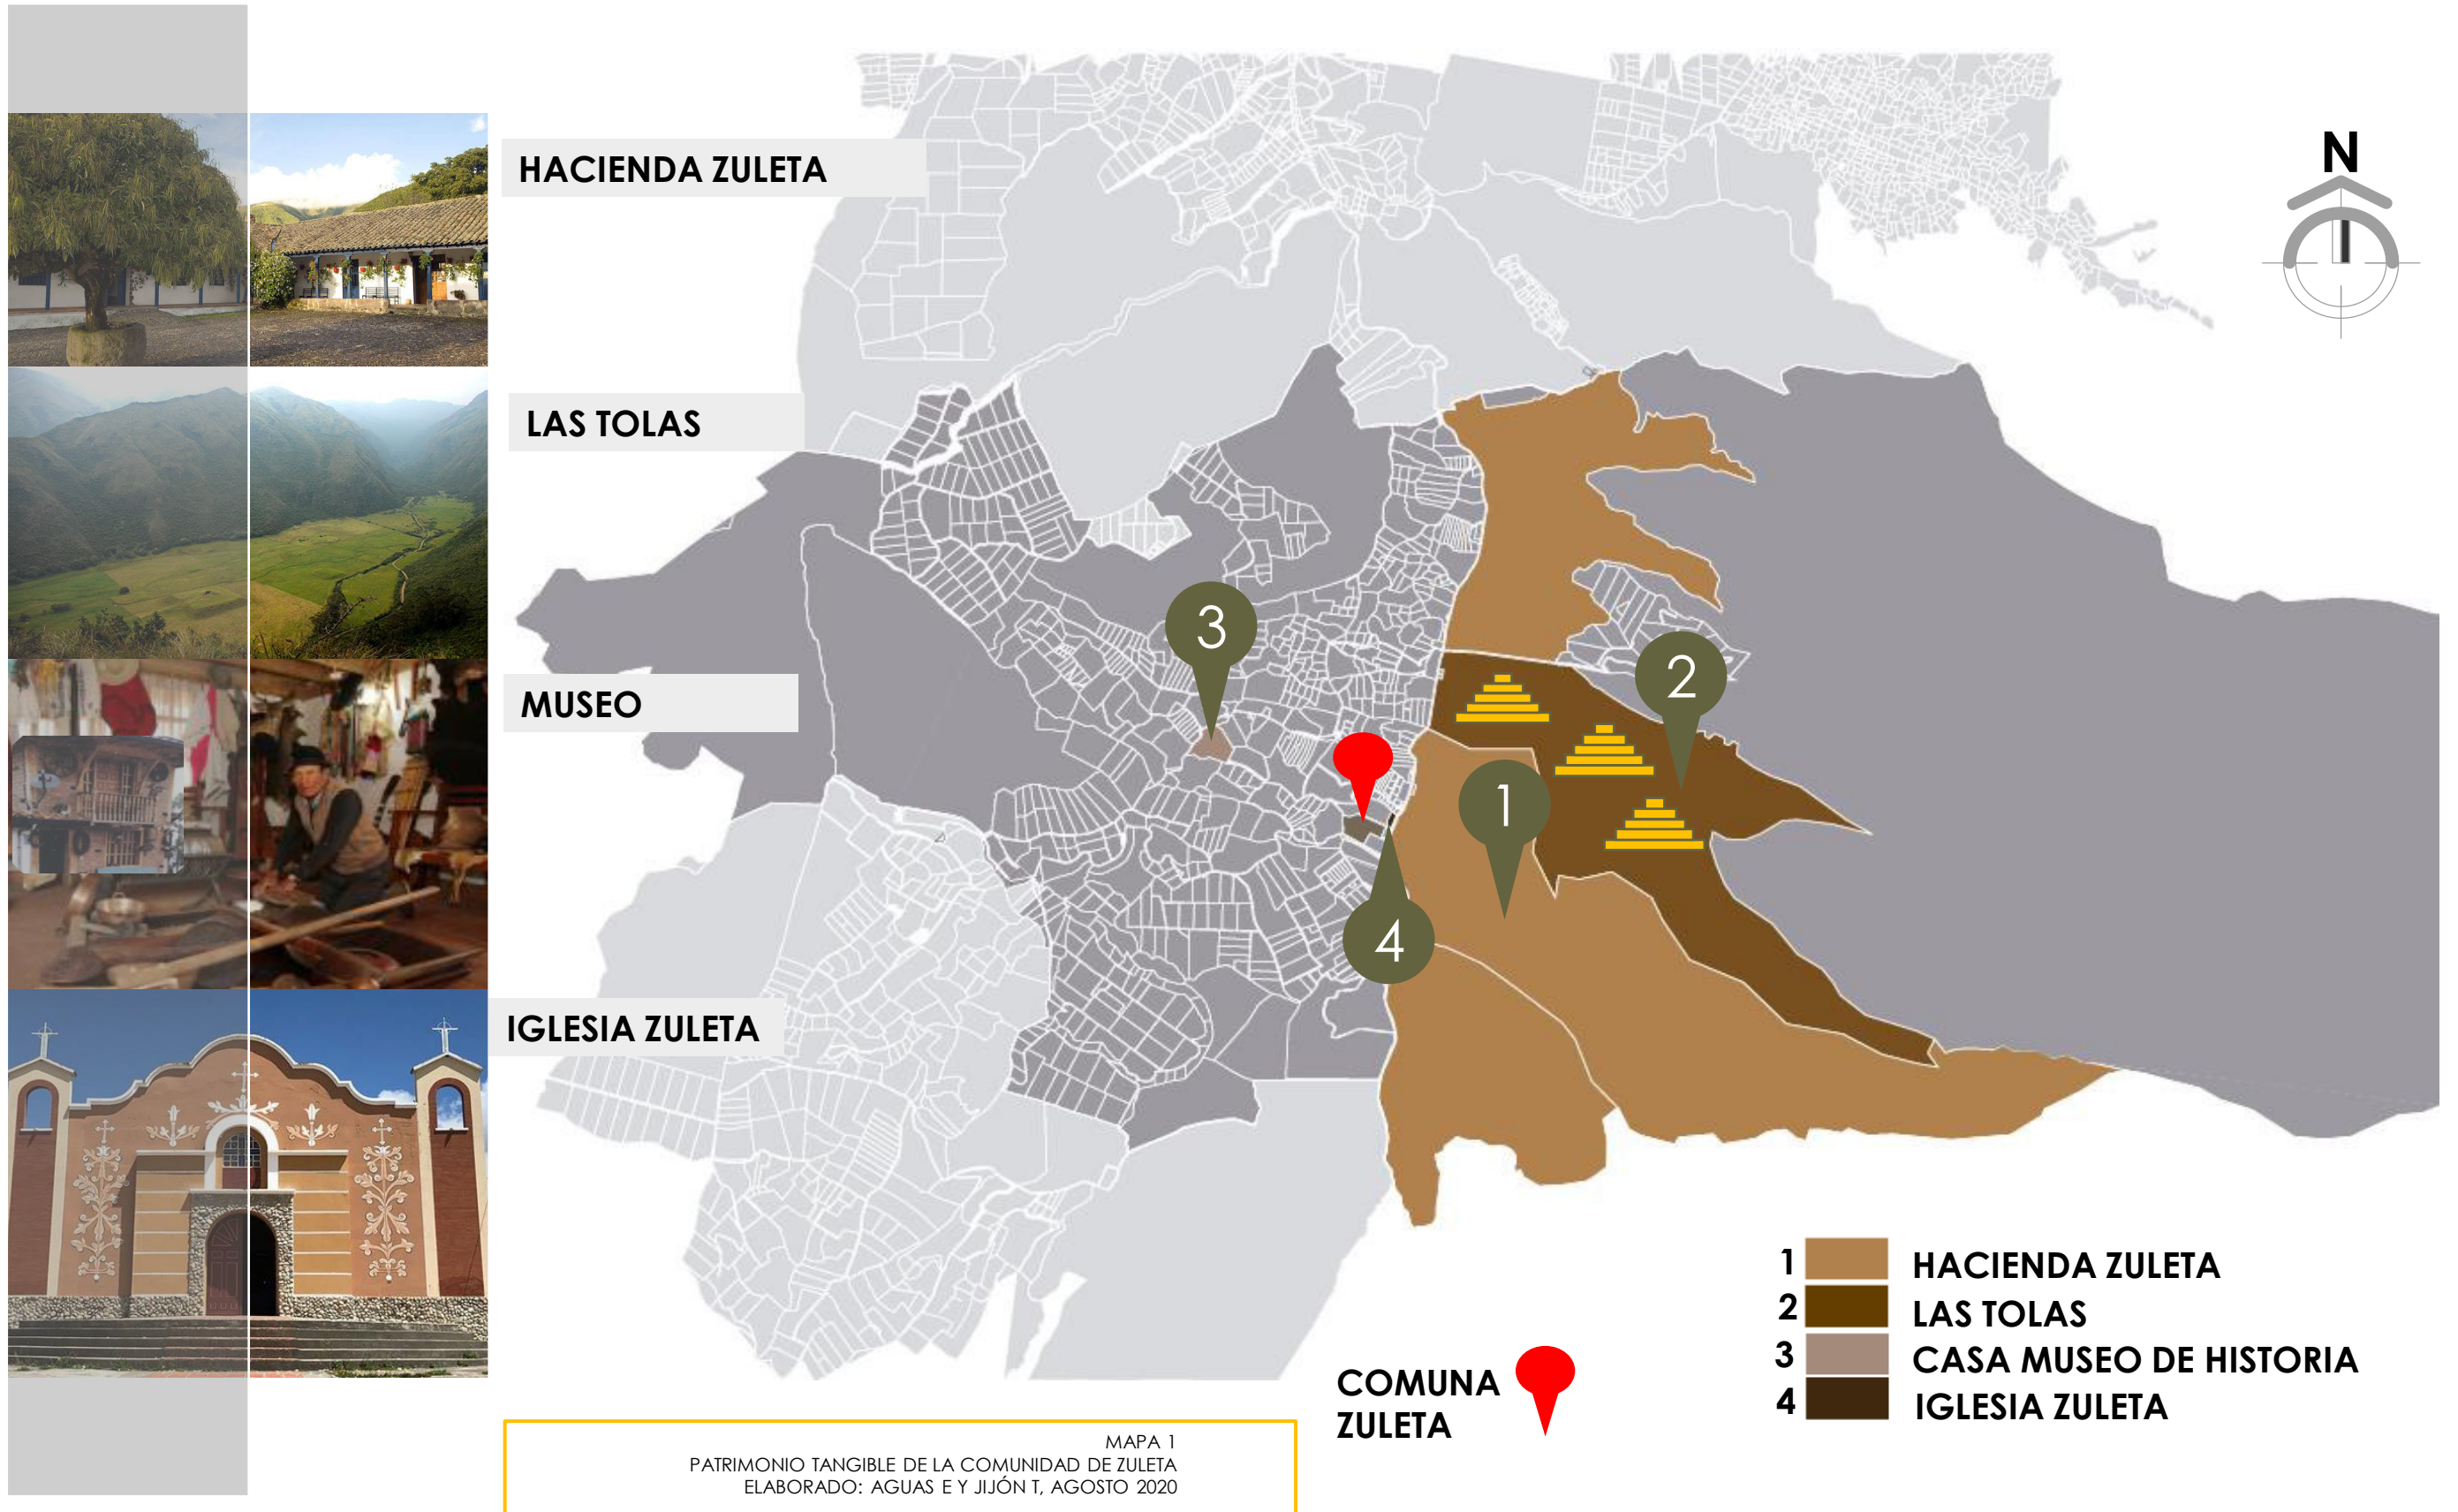 HACIENDA ZULETA
LAS TOLAS
MUSEO
IGLESIA ZULETA
N
3
2
1
4
1 HACIENDA ZULETA
2 LAS TOLAS
3 CASA MUSEO DE HISTORIA
4 IGLESIA ZULETA
COMUNA
ZULETA
MAPA 1
PATRIMONIO TANGIBLE DE LA COMUNIDAD DE ZULETA
ELABORADO: AGUAS E Y JIJÓN T, AGOSTO 2020